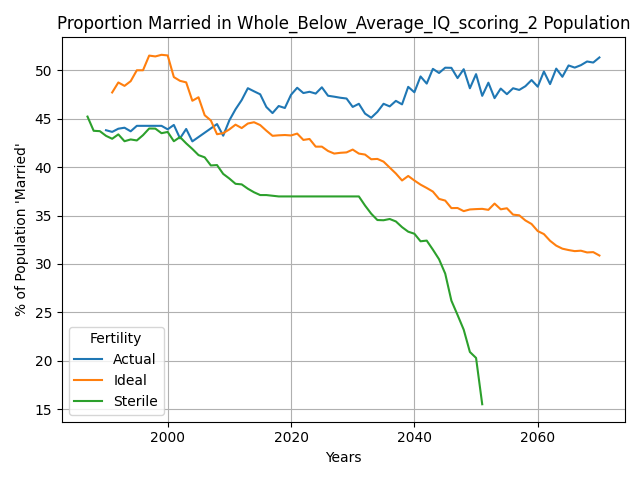 Proportion Married in Whole_Below_Average_IQ_scoring_2 Population
% of Population 'Married'
50
45
40
35
30
25
20
15
Fertility
Actual
Ideal
Sterile
2000
2020
2040
2060
Years